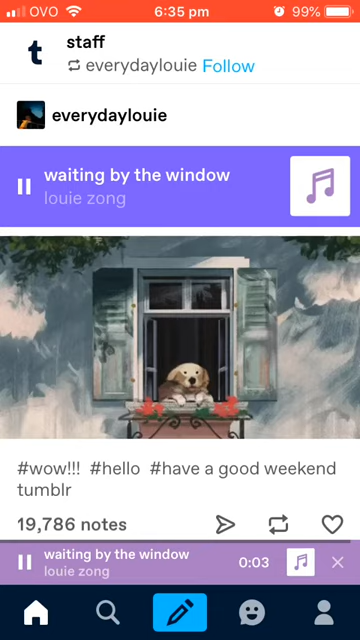 OVO 6:35 pm 99%
t staff
everydaylouie Follow
everydaylouie
waiting by the window
louie zong
#wow!!! #hello #have a good weekend
tumblr
19,786 notes
waiting by the window
louie zong
0:03